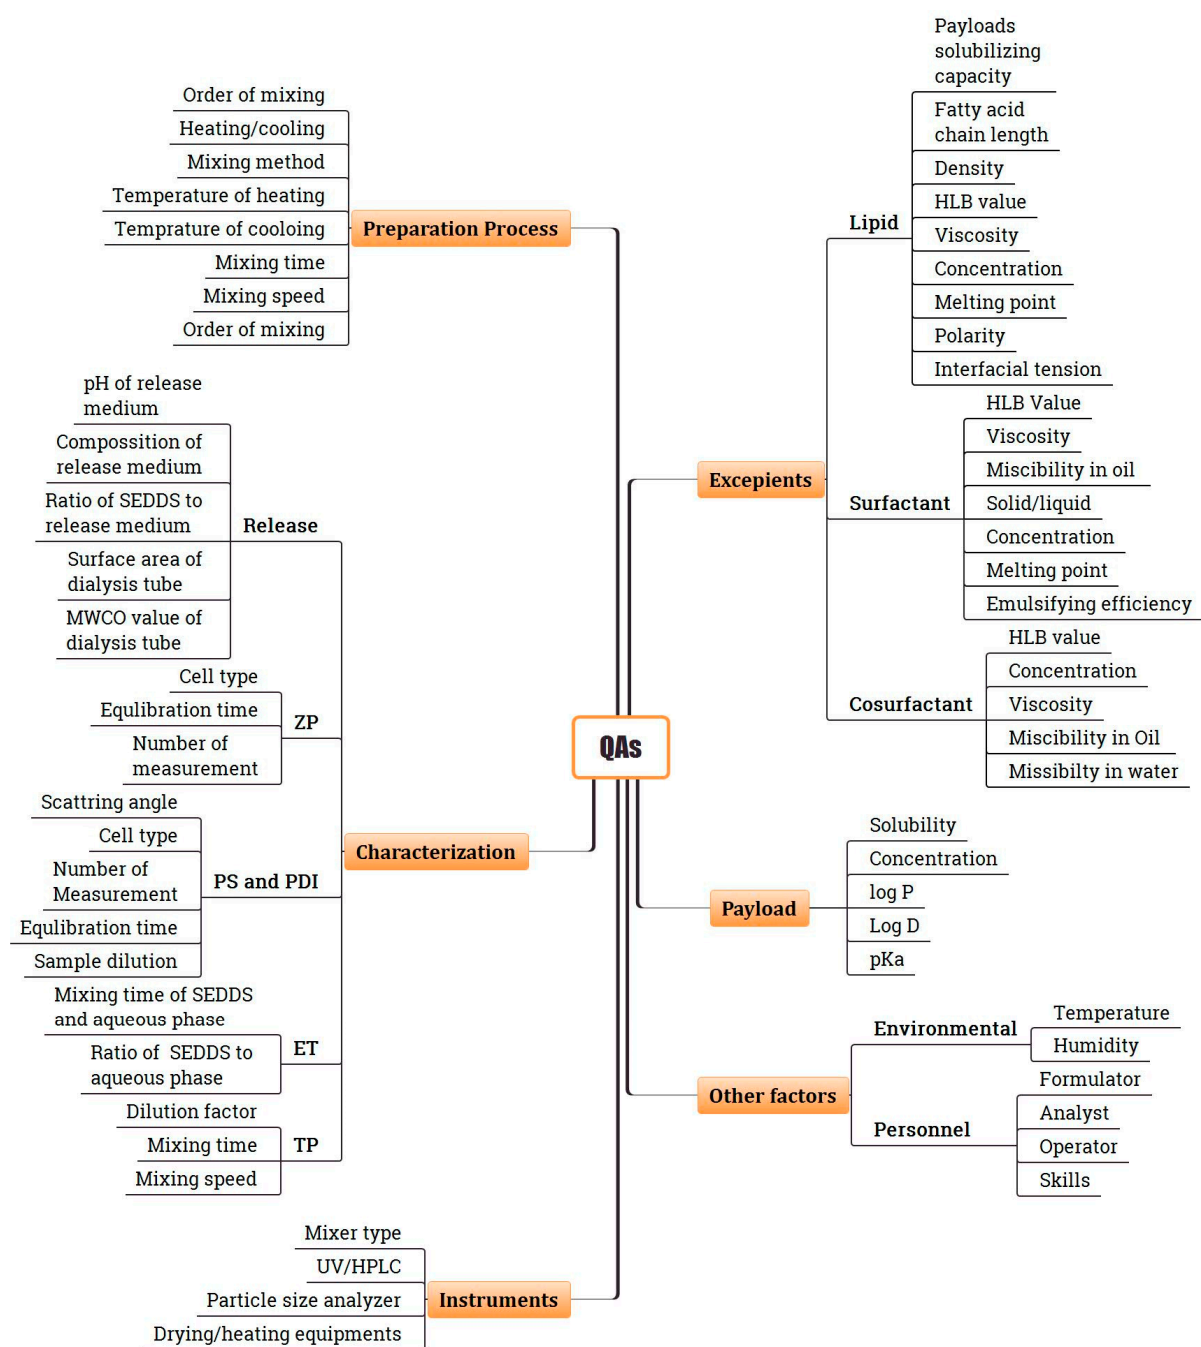 Order of mixing
Heating/cooling
Mixing method
Temperature of heating
Temprature of cooloing
Mixing time
Mixing speed
Order of mixing
Preparation Process
pH of release
medium
Compossition of
release medium
Ratio of SEDDS to
release medium
Surface area of
dialysis tube
MWCO value of
dialysis tube
Release
Cell type
Equlibration time
Number of
measurement
ZP
Scattring angle
Cell type
Number of
Measurement
Equlibration time
Sample dilution
PS and PDI
Mixing time of SEDDS
and aqueous phase
Ratio of SEDDS to
aqueous phase
ET
Dilution factor
Mixing time
Mixing speed
TP
Characterization
Mixer type
UV/HPLC
Particle size analyzer
Drying/heating equipments
Instruments
QAs
Payloads
solubilizing
capacity
Fatty acid
chain length
Density
HLB value
Viscosity
Concentration
Melting point
Polarity
Interfacial tension
Lipid
HLB Value
Viscosity
Miscibility in oil
Solid/liquid
Concentration
Melting point
Emulsifying efficiency
Surfactant
HLB value
Concentration
Viscosity
Miscibility in Oil
Missibilty in water
Cosurfactant
Excepients
Solubility
Concentration
log P
Log D
pKa
Payload
Temperature
Humidity
Environmental
Formulator
Analyst
Operator
Skills
Personnel
Other factors